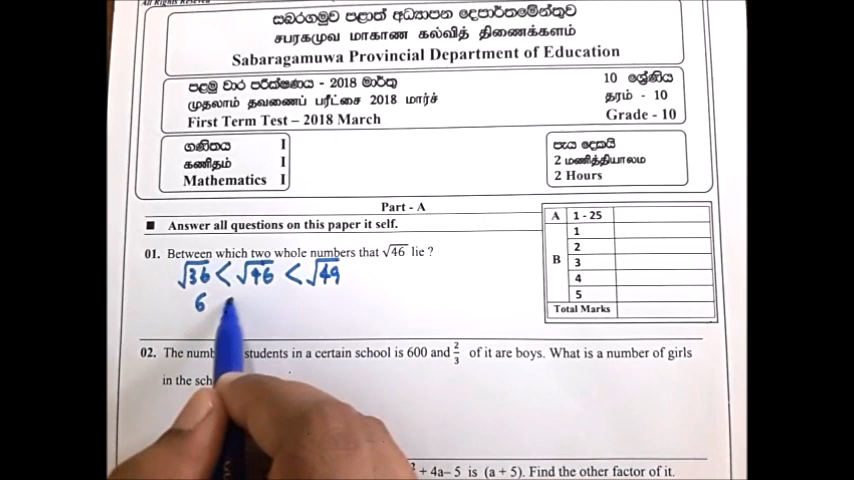 All Rights Reseved
සබරගමුව පළාත් අධ්‍යාපන දෙපාර්තමේන්තුව
சபரகமுவ மாகாண கல்வித் திணைக்களம்
Sabaragamuwa Provincial Department of Education
පළමු වාර පරීක්ෂණය - 2018 මාර්තු
10 ශ්‍රේණිය
முதலாம் தவணைப் பரீட்சை 2018 மார்ச்
தரம் - 10
First Term Test – 2018 March
Grade - 10
ගණිතය I
கணிதம் I
Mathematics I
පැය දෙකයි
2 மணித்தியாலம
2 Hours
Part - A
■ Answer all questions on this paper it self.
A 1 - 25
B 1
2
3
4
5
Total Marks
01. Between which two whole numbers that √46 lie ?
√36 < √46 < √49
6
02. The numb students in a certain school is 600 and 2/3 of it are boys. What is a number of girls
in the sch
+ 4a– 5 is (a + 5). Find the other factor of it.